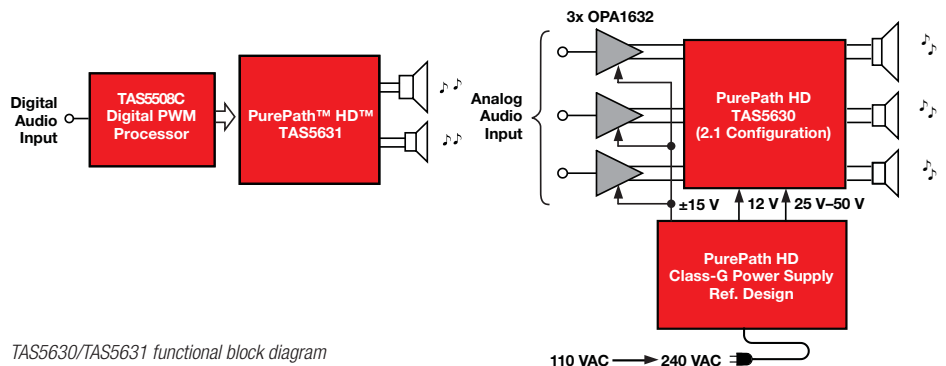 Digital
Audio
Input
TAS5508C
Digital PWM
Processor
PurePath™ HD™
TAS5631
3x OPA1632
Analog
Audio
Input
PurePath HD
TAS5630
(2.1 Configuration)
±15 V
12 V
25 V–50 V
PurePath HD
Class-G Power Supply
Ref. Design
110 VAC
240 VAC
TAS5630/TAS5631 functional block diagram